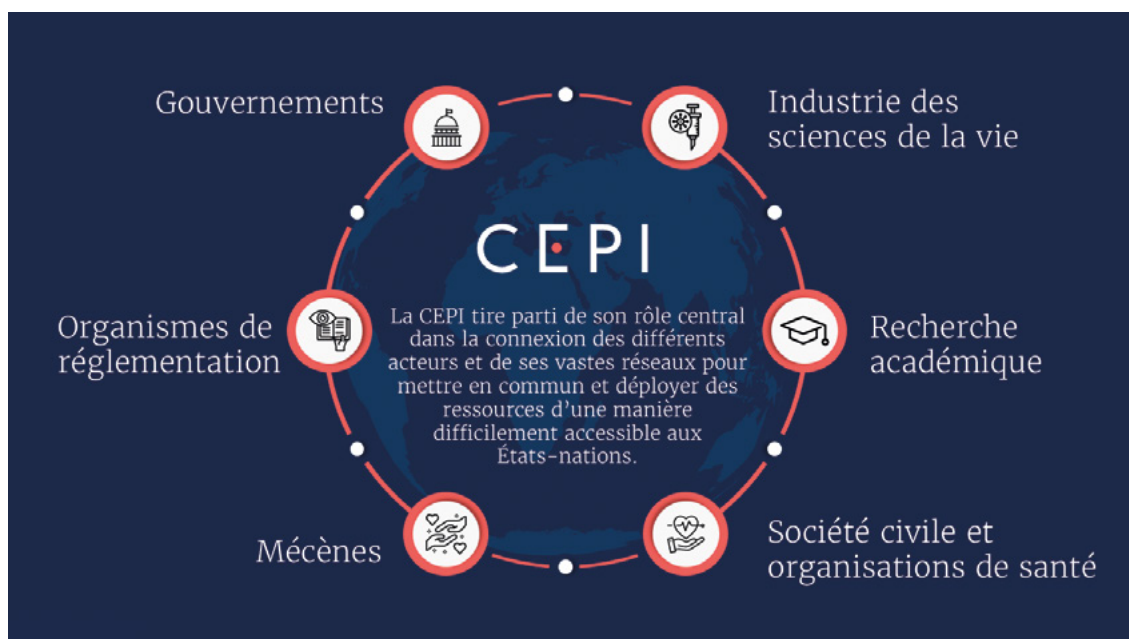 Gouvernements
Industrie des
sciences de la vie
CEPI
La CEPI tire parti de son rôle central
dans la connexion des différents
acteurs et de ses vastes réseaux pour
mettre en commun et déployer des
ressources d'une manière
difficilement accessible aux
États-nations.
Organismes de
réglementation
Recherche
académique
Mécènes
Société civile et
organisations de santé